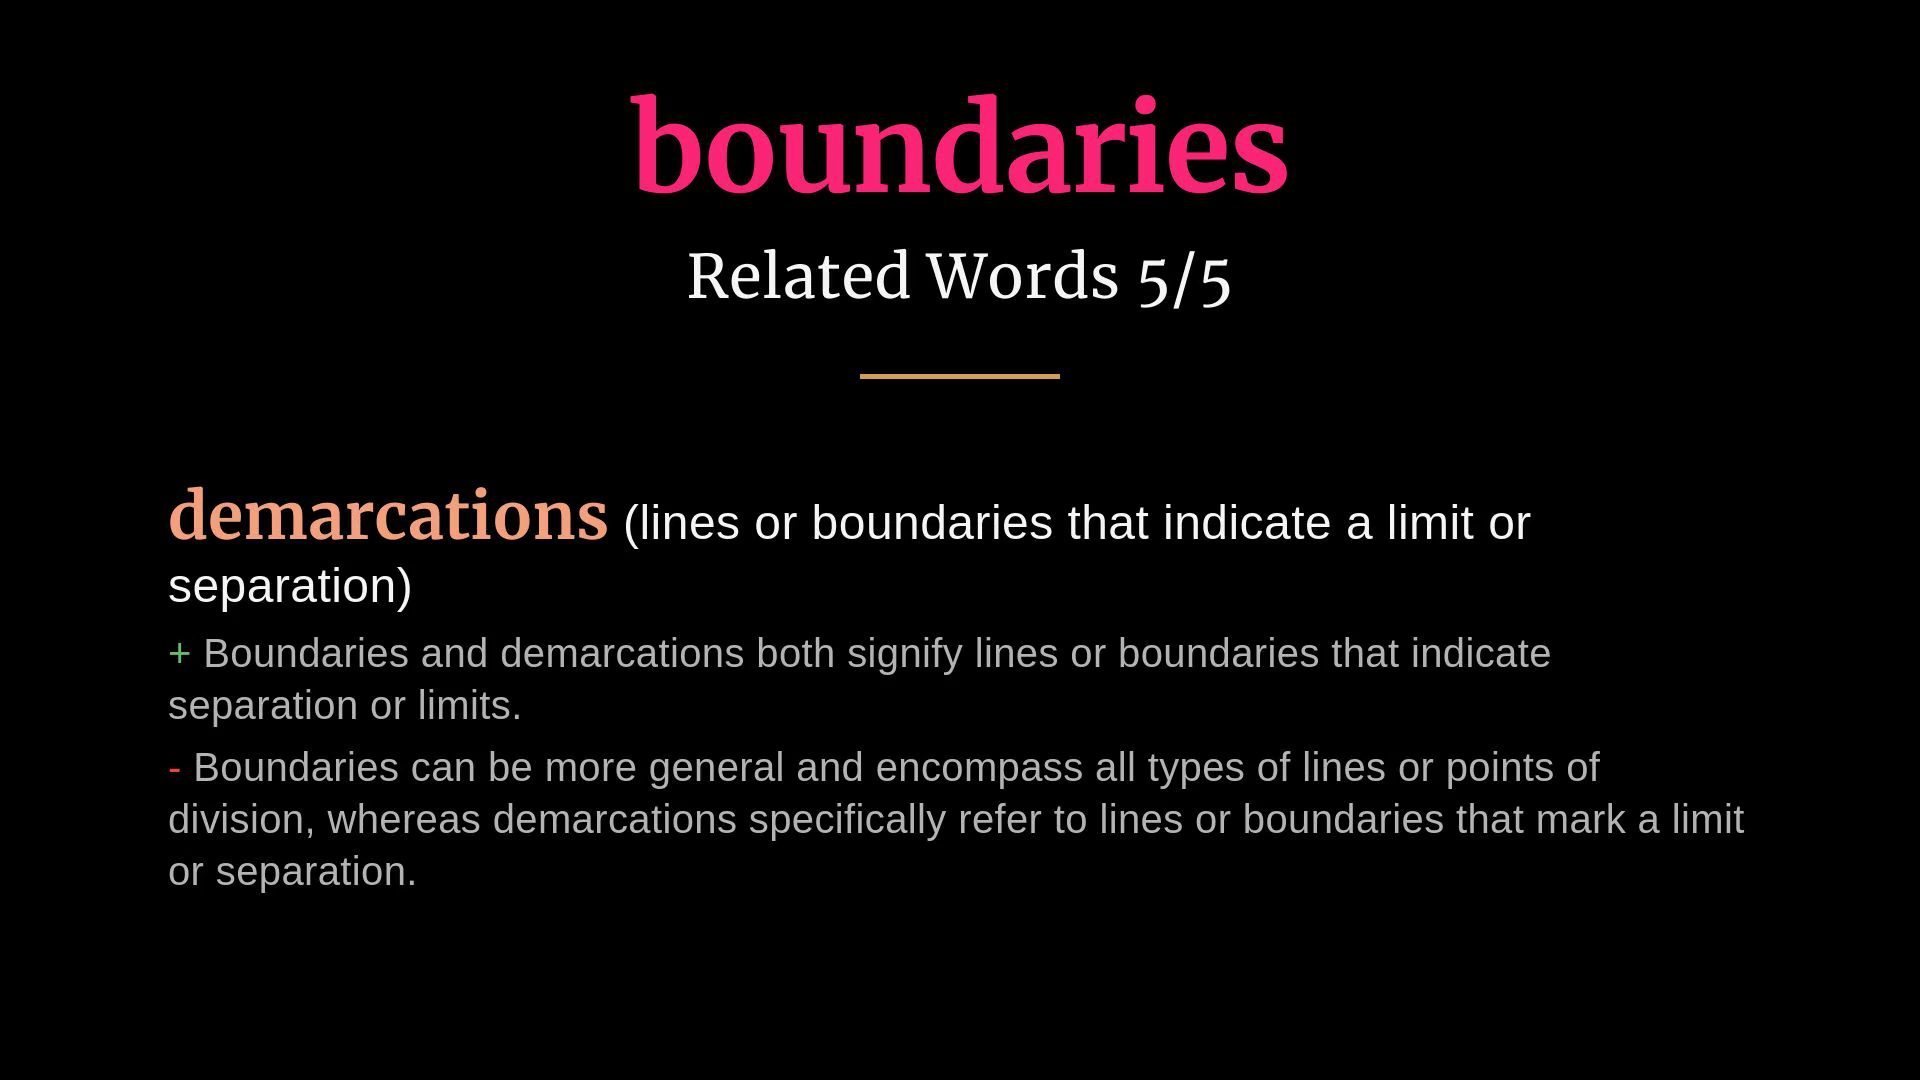 boundaries
Related Words 5/5
demarcations (lines or boundaries that indicate a limit or
separation)
+ Boundaries and demarcations both signify lines or boundaries that indicate
separation or limits.
- Boundaries can be more general and encompass all types of lines or points of
division, whereas demarcations specifically refer to lines or boundaries that mark a limit
or separation.